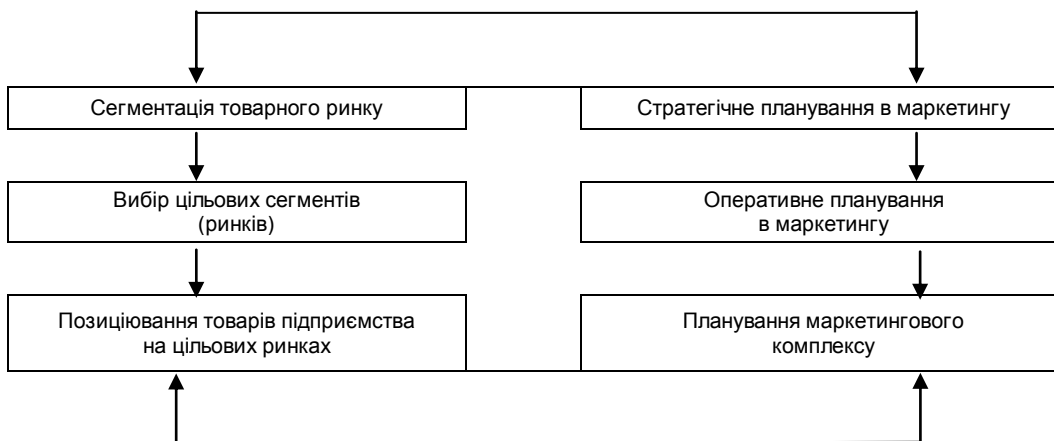 Сегментація товарного ринку
Стратегічне планування в маркетингу
Вибір цільових сегментів
(ринків)
Оперативне планування
в маркетингу
Позиціювання товарів підприємства
на цільових ринках
Планування маркетингового
комплексу